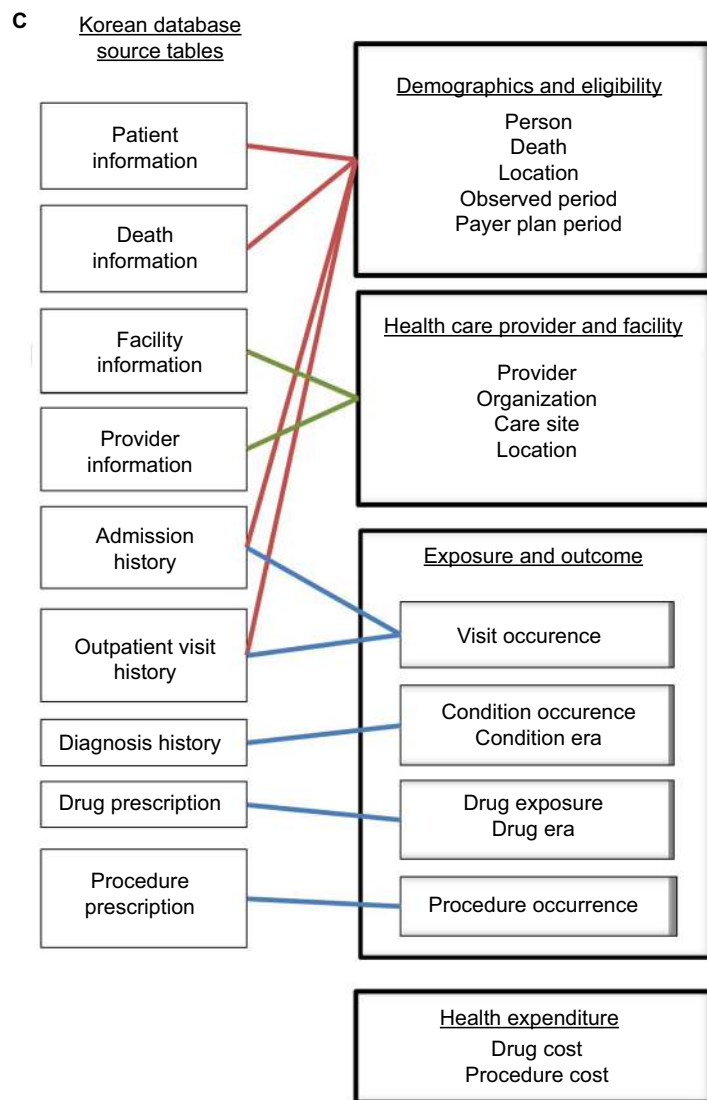 C
Korean database
source tables
Patient
information
Death
information
Facility
information
Provider
information
Admission
history
Outpatient visit
history
Diagnosis history
Drug prescription
Procedure
prescription
Demographics and eligibility
Person
Death
Location
Observed period
Payer plan period
Health care provider and facility
Provider
Organization
Care site
Location
Exposure and outcome
Visit occurence
Condition occurence
Condition era
Drug exposure
Drug era
Procedure occurrence
Health expenditure
Drug cost
Procedure cost